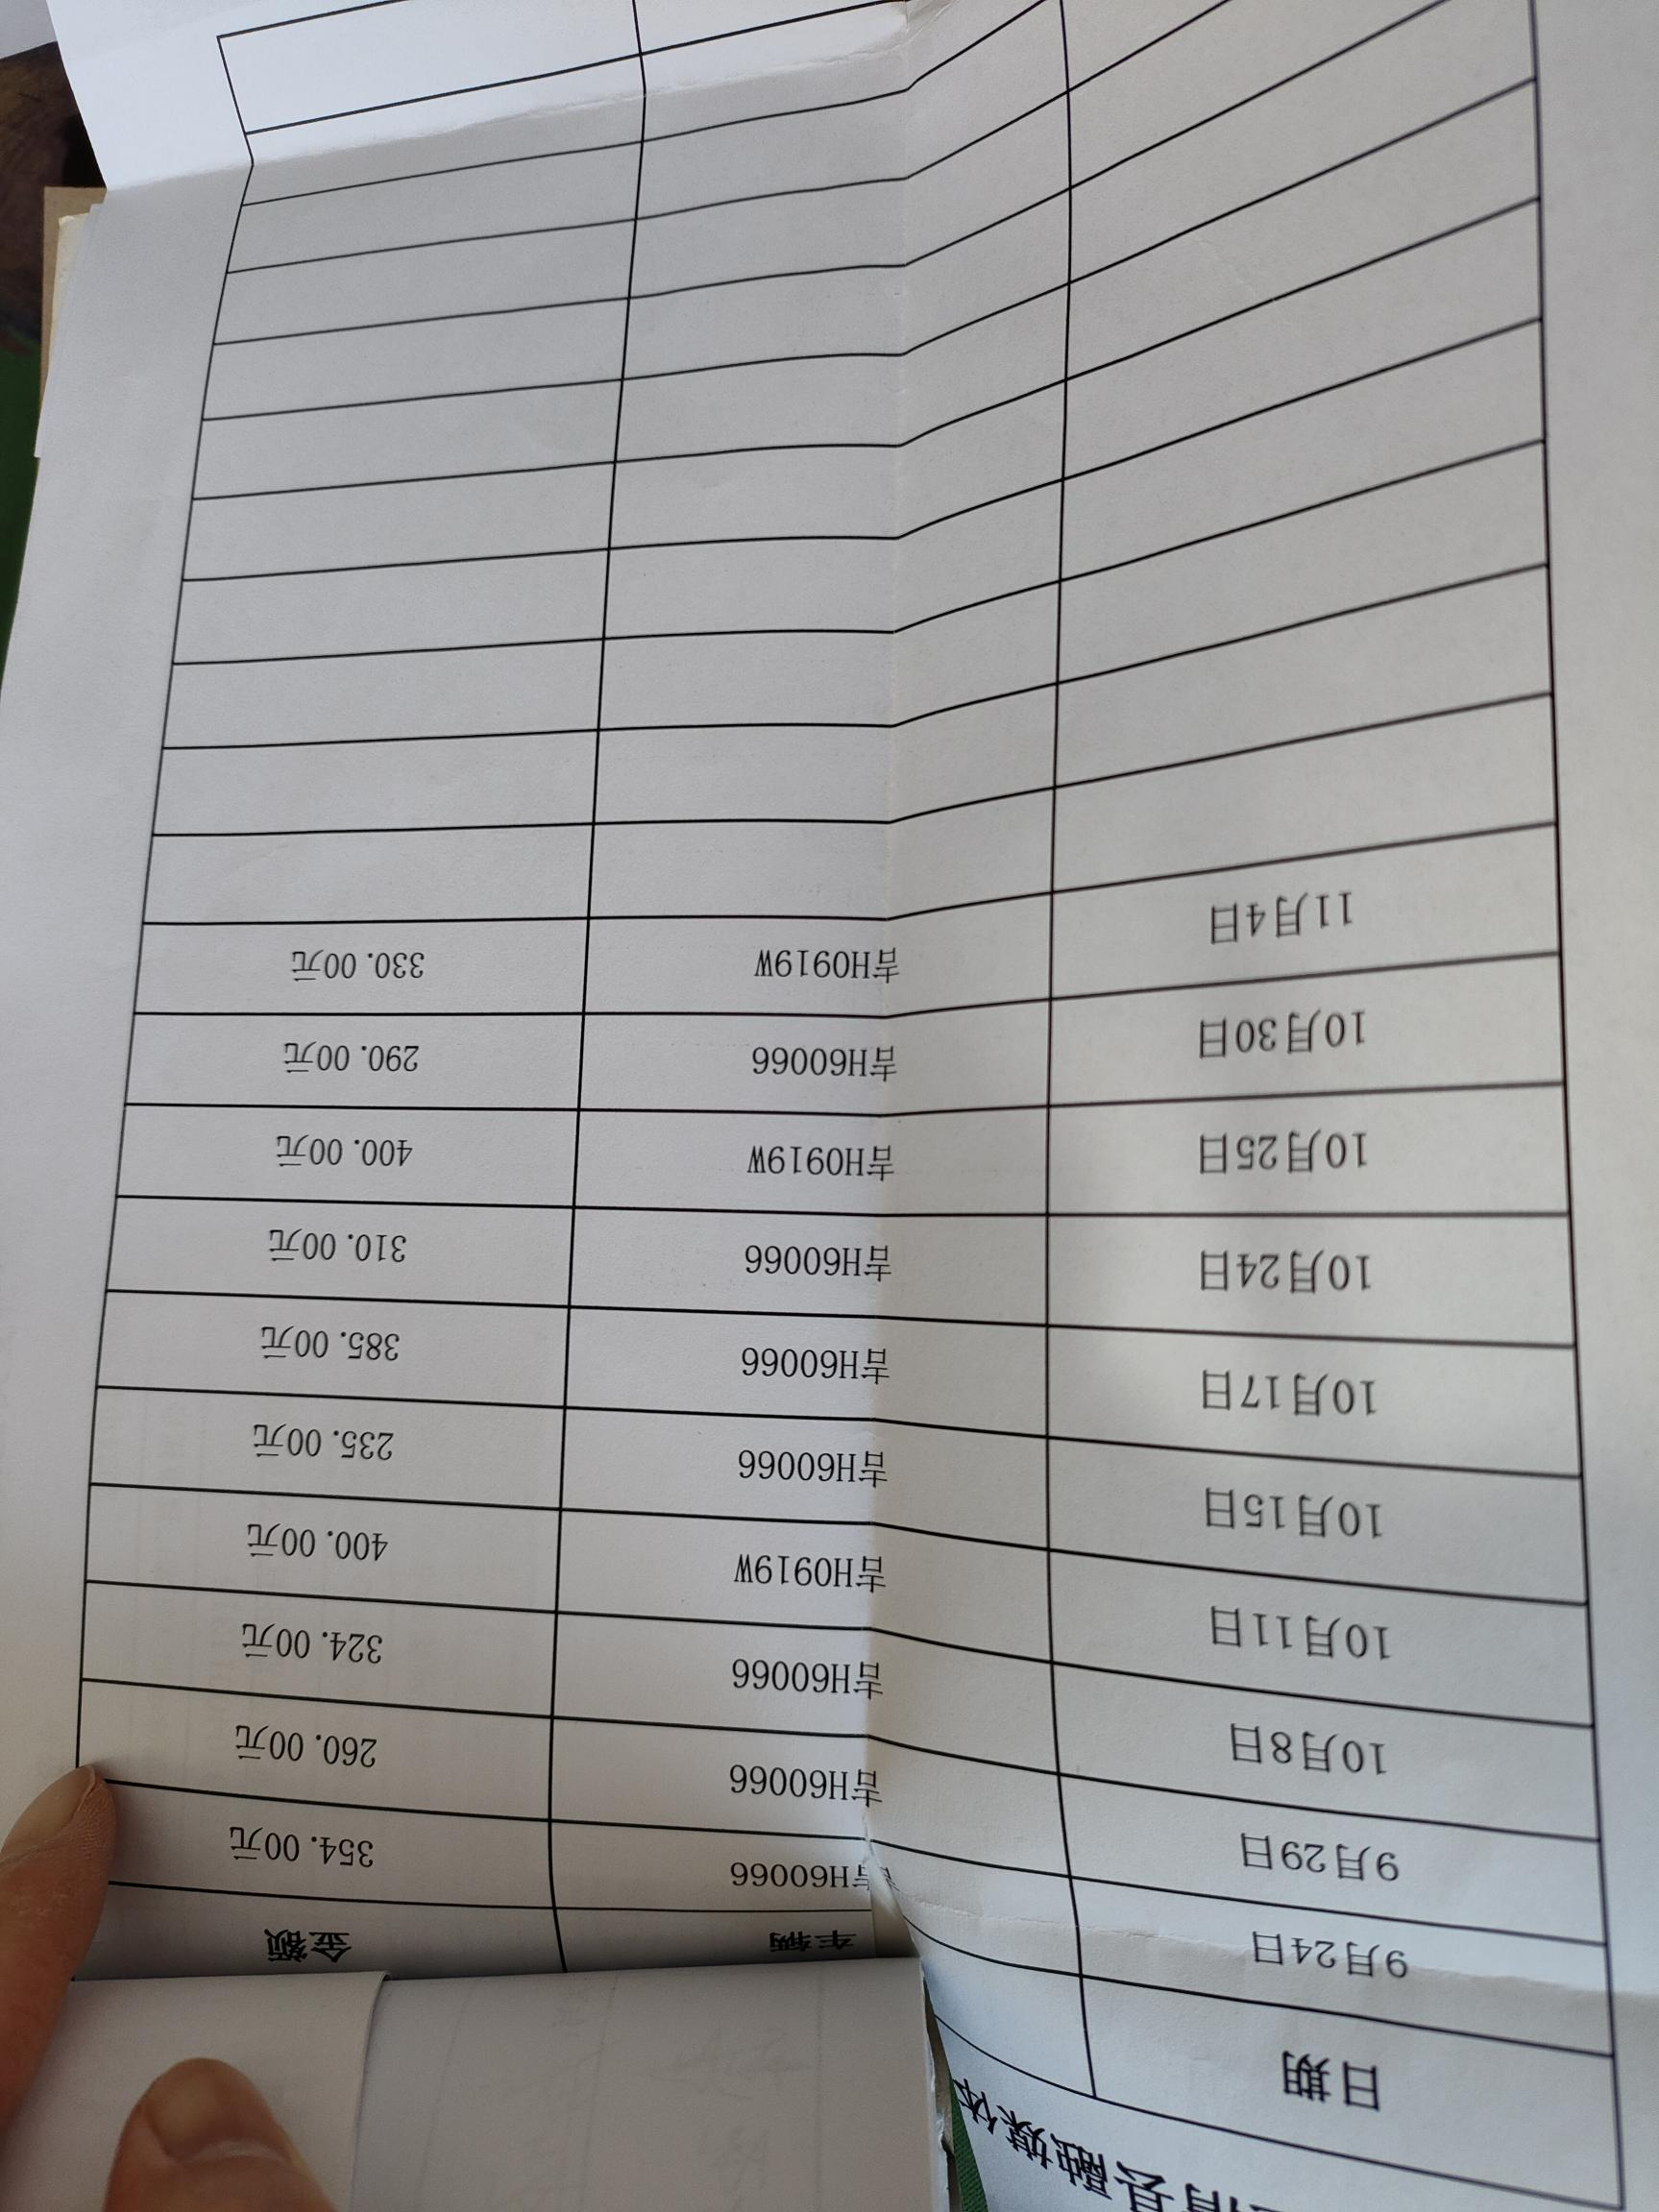 清县融媒体
日期 车辆 金额
9月24日 吉H60066 354.00元
9月29日 吉H60066 260.00元
10月8日 吉H60066 324.00元
10月11日 吉H0919W 400.00元
10月15日 吉H60066 235.00元
10月17日 吉H60066 385.00元
10月24日 吉H60066 310.00元
10月25日 吉H0919W 400.00元
10月30日 吉H60066 290.00元
11月4日 吉H0919W 330.00元